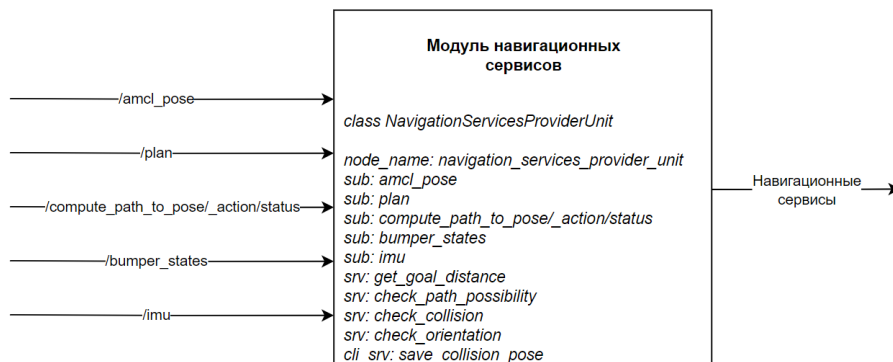 Модуль навигационных
сервисов
/amcl_pose
class NavigationServicesProviderUnit
/plan
node_name: navigation_services_provider_unit
sub: amcl_pose
sub: plan
/compute_path_to_pose/_action/status
sub: compute_path_to_pose/_action/status
sub: bumper_states
/bumper_states
sub: imu
srv: get_goal_distance
srv: check_path_possibility
/imu
srv: check_collision
srv: check_orientation
cli_srv: save_collision_pose
Навигационные
сервисы